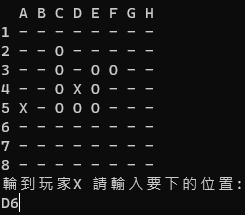 A B C D E F G H
1 - - - - - - - -
2 - - O - - - - -
3 - - O - O O - -
4 - - O X O - - -
5 X - O O O - - -
6 - - - - - - - -
7 - - - - - - - -
8 - - - - - - - -
輪到玩家X 請輸入要下的位置:
D6